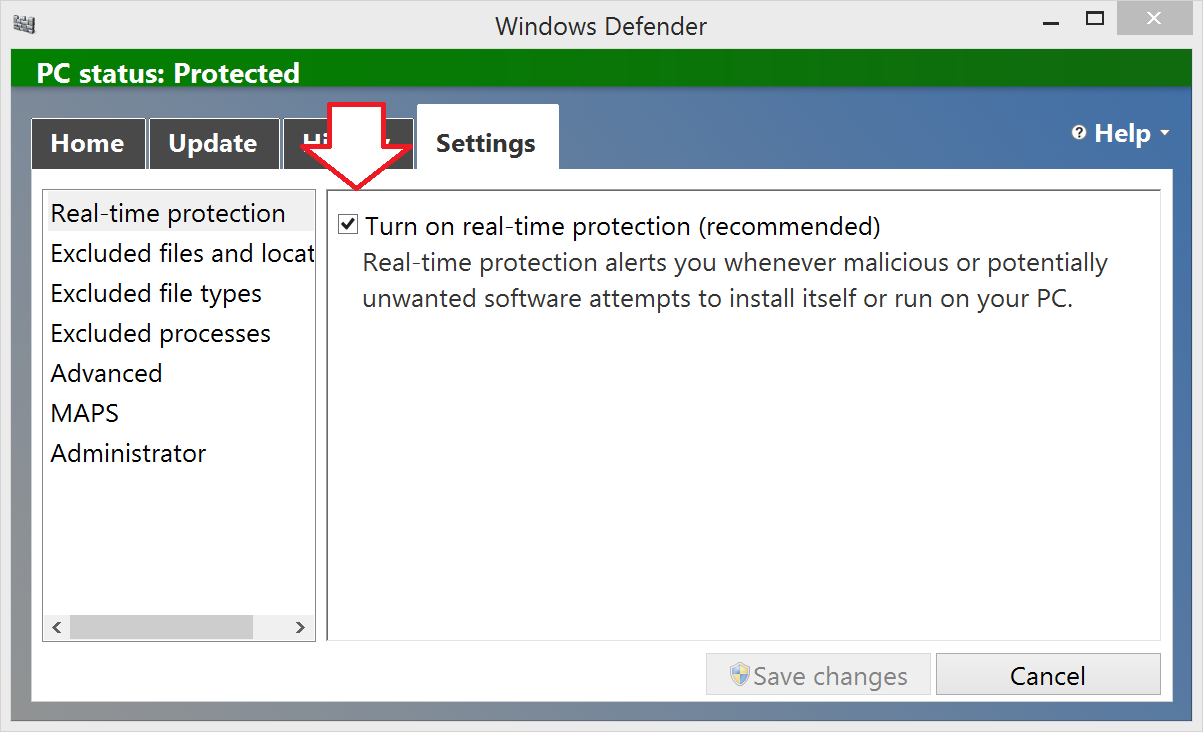 Windows Defender
PC status: Protected
Home
Update
Settings
Help
Real-time protection
Excluded files and locat
Excluded file types
Excluded processes
Advanced
MAPS
Administrator
Turn on real-time protection (recommended)
Real-time protection alerts you whenever malicious or potentially
unwanted software attempts to install itself or run on your PC.
Save changes
Cancel